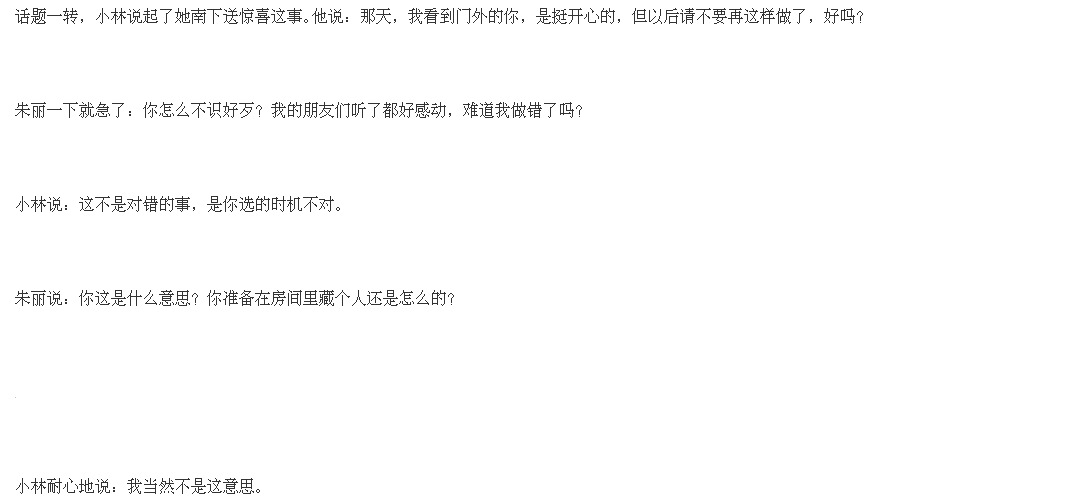 话题一转，小林说起了她南下送惊喜这事。他说：那天，我看到门外的你，是挺开心的，但以后请不要再这样做了，好吗？
朱丽一下就急了：你怎么不识好歹？我的朋友们听了都好感动，难道我做错了吗？
小林说：这不是对错的事，是你选的时机不对。
朱丽说：你这是什么意思？你准备在房间里藏个人还是怎么的？
小林耐心地说：我当然不是这意思。